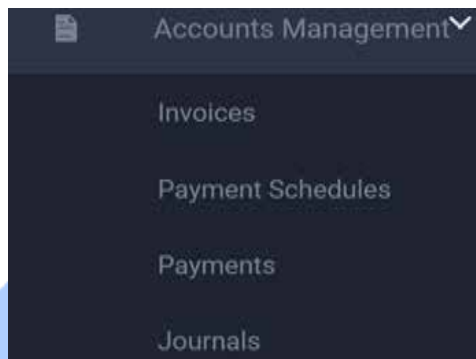 Accounts Management
Invoices
Payment Schedules
Payments
Journals